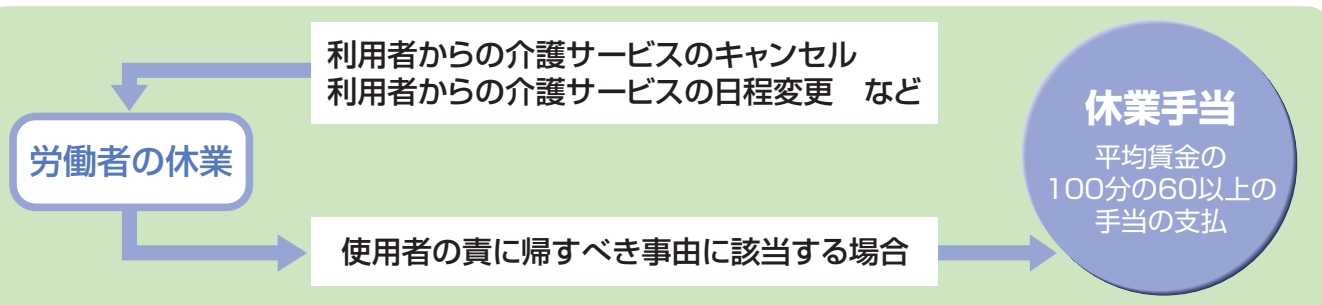 利用者からの介護サービスのキャンセル
利用者からの介護サービスの日程変更　など
労働者の休業
使用者の責に帰すべき事由に該当する場合
休業手当
平均賃金の
100分の60以上の
手当の支払